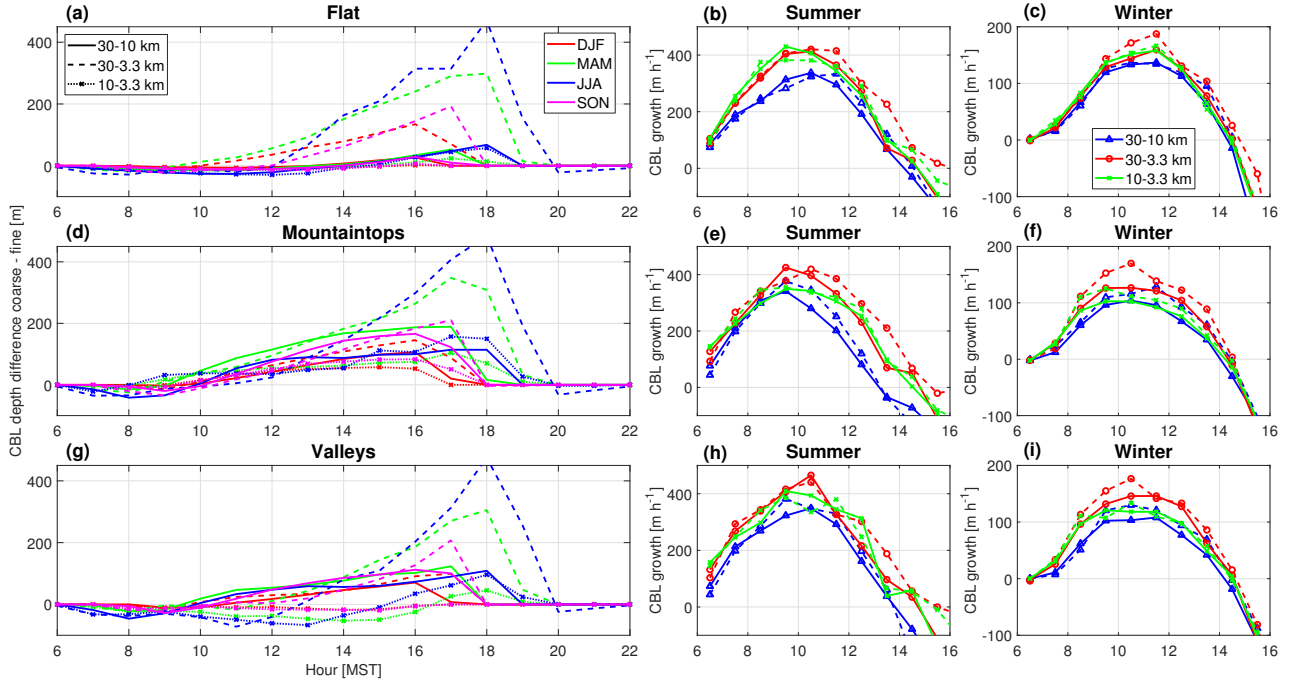 (a) Flat
30-10 km
30-3.3 km
10-3.3 km
DJF
MAM
JJA
SON
400
200
0
6 8 10 12 14 16 18 20 22
(b) Summer
CBL growth [m h⁻¹]
400
200
0
6 8 10 12 14 16
(c) Winter
CBL growth [m h⁻¹]
200
100
0
-100
30-10 km
30-3.3 km
10-3.3 km
6 8 10 12 14 16
(d) Mountaintops
CBL depth difference coarse - fine [m]
400
200
0
6 8 10 12 14 16 18 20 22
(e) Summer
CBL growth [m h⁻¹]
400
200
0
6 8 10 12 14 16
(f) Winter
CBL growth [m h⁻¹]
200
100
0
-100
6 8 10 12 14 16
(g) Valleys
400
200
0
6 8 10 12 14 16 18 20 22
Hour [MST]
(h) Summer
CBL growth [m h⁻¹]
400
200
0
6 8 10 12 14 16
(i) Winter
CBL growth [m h⁻¹]
200
100
0
-100
6 8 10 12 14 16